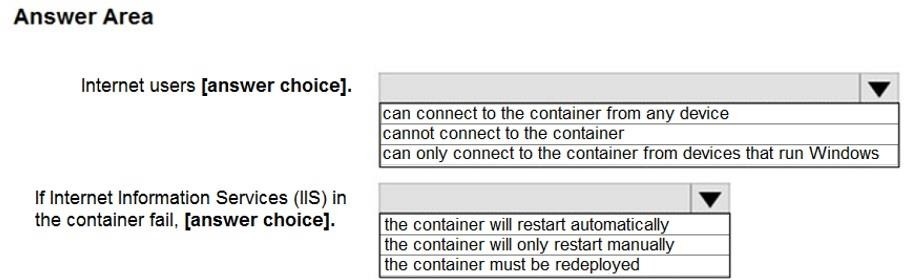 Answer Area
Internet users [answer choice].
can connect to the container from any device
cannot connect to the container
can only connect to the container from devices that run Windows
If Internet Information Services (IIS) in
the container fail, [answer choice].
the container will restart automatically
the container will only restart manually
the container must be redeployed